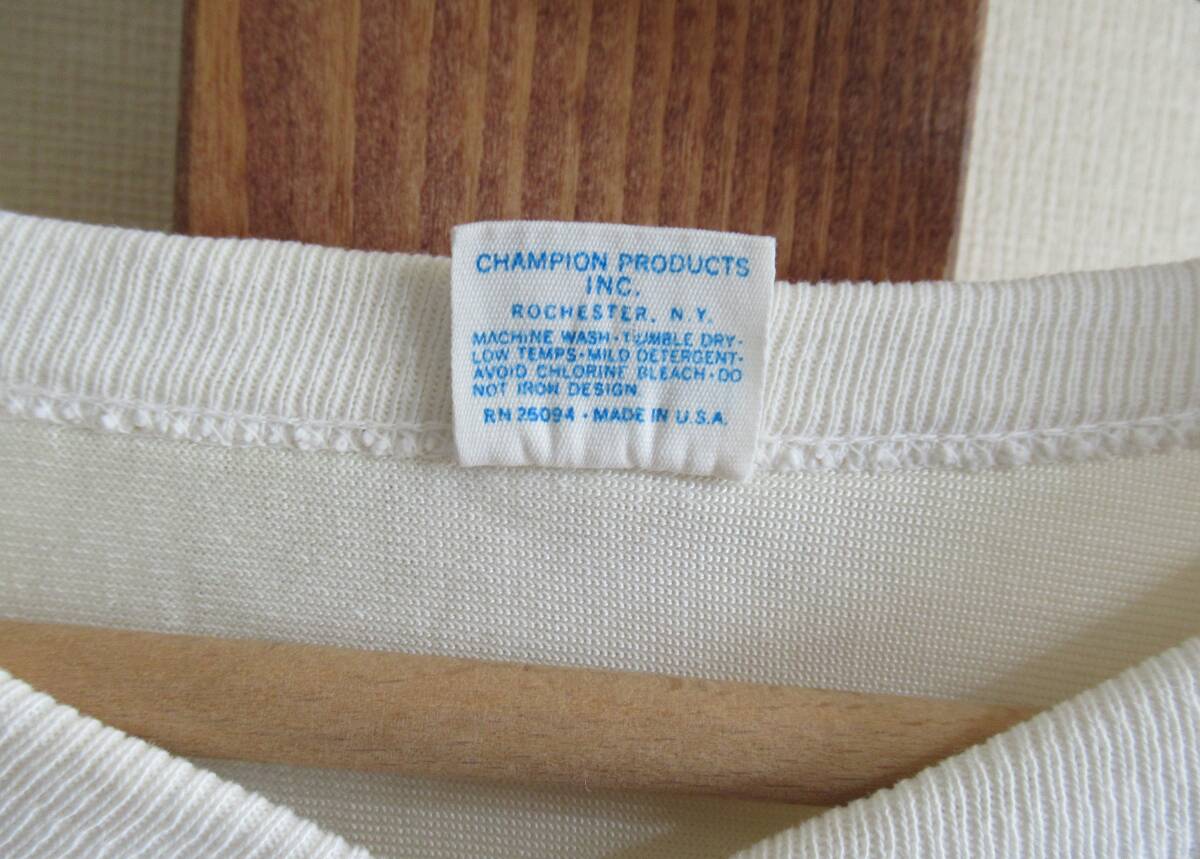 CHAMPION PRODUCTS
INC.
ROCHESTER, N.Y.
MACHINE WASH·TUMBLE DRY·
LOW TEMPS·MILD DETERGENT·
AVOID CHLORINE BLEACH·DO
NOT IRON DESIGN.
RN 26094·MADE IN U.S.A.